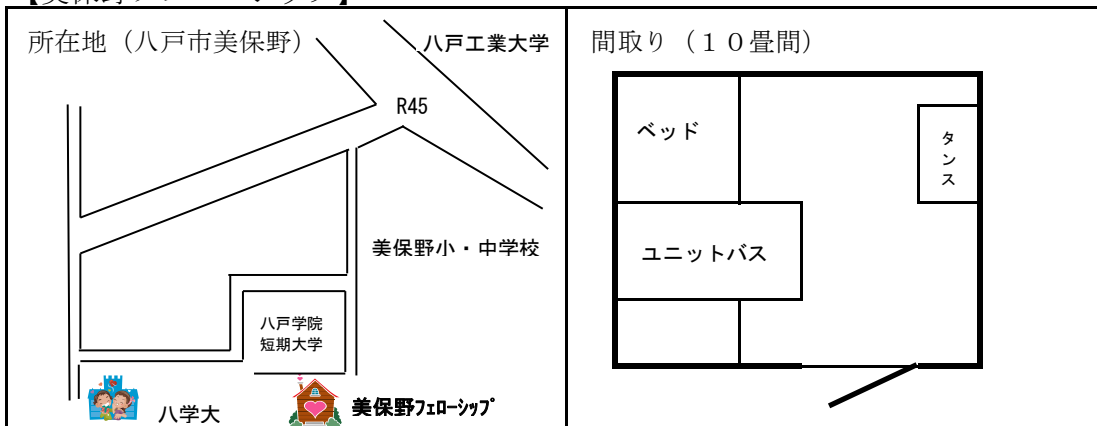 所在地（八戸市美保野）
八戸工業大学
R45
美保野小・中学校
八戸学院
短期大学
八学大
美保野ﾌｪﾛｰｼｯﾌﾟ
間取り（１０畳間）
ベッド
タンス
ユニットバス